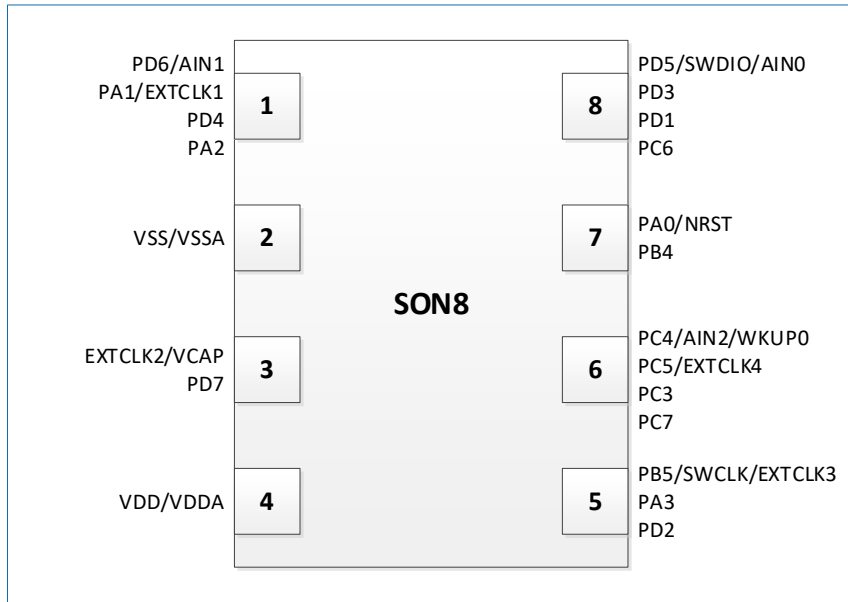 PD6/AIN1
PA1/EXTCLK1
PD4
PA2
1
VSS/VSSA
2
EXTCLK2/VCAP
PD7
3
VDD/VDDA
4
SON8
8
PD5/SWDIO/AIN0
PD3
PD1
PC6
7
PA0/NRST
PB4
6
PC4/AIN2/WKUP0
PC5/EXTCLK4
PC3
PC7
5
PB5/SWCLK/EXTCLK3
PA3
PD2